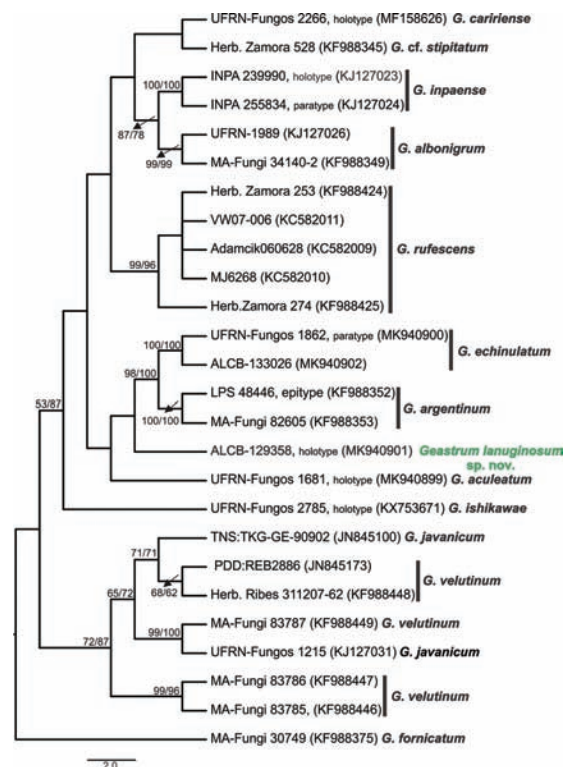 UFRN-Fungos 2266, holotype (MF158626) G. caririense
Herb. Zamora 528 (KF988345) G. cf. stipitatum
INPA 239990, holotype (KJ127023)
100/100
G. inpaense
INPA 255834, paratype (KJ127024)
87/78
UFRN-1989 (KJ127026)
G. albonigrum
99/99
MA-Fungi 34140-2 (KF988349)
Herb. Zamora 253 (KF988424)
VW07-006 (KC582011)
Adamcik060628 (KC582009)
G. rufescens
99/96
MJ6268 (KC582010)
Herb.Zamora 274 (KF988425)
UFRN-Fungos 1862, paratype (MK940900)
100/100
G. echinulatum
ALCB-133026 (MK940902)
98/100
LPS 48446, epitype (KF988352)
G. argentinum
100/100
MA-Fungi 82605 (KF988353)
53/87
ALCB-129358, holotype (MK940901) Geastrum lanuginosum
sp. nov.
UFRN-Fungos 1681, holotype (MK940899) G. aculeatum
UFRN-Fungos 2785, holotype (KX753671) G. ishikawae
TNS:TKG-GE-90902 (JN845100) G. javanicum
71/71
PDD:REB2886 (JN845173)
G. velutinum
68/62
65/72
Herb. Ribes 311207-62 (KF988448)
MA-Fungi 83787 (KF988449) G. velutinum
99/100
72/87
UFRN-Fungos 1215 (KJ127031) G. javanicum
MA-Fungi 83786 (KF988447)
99/96
G. velutinum
MA-Fungi 83785, (KF988446)
MA-Fungi 30749 (KF988375) G. fornicatum
2.0